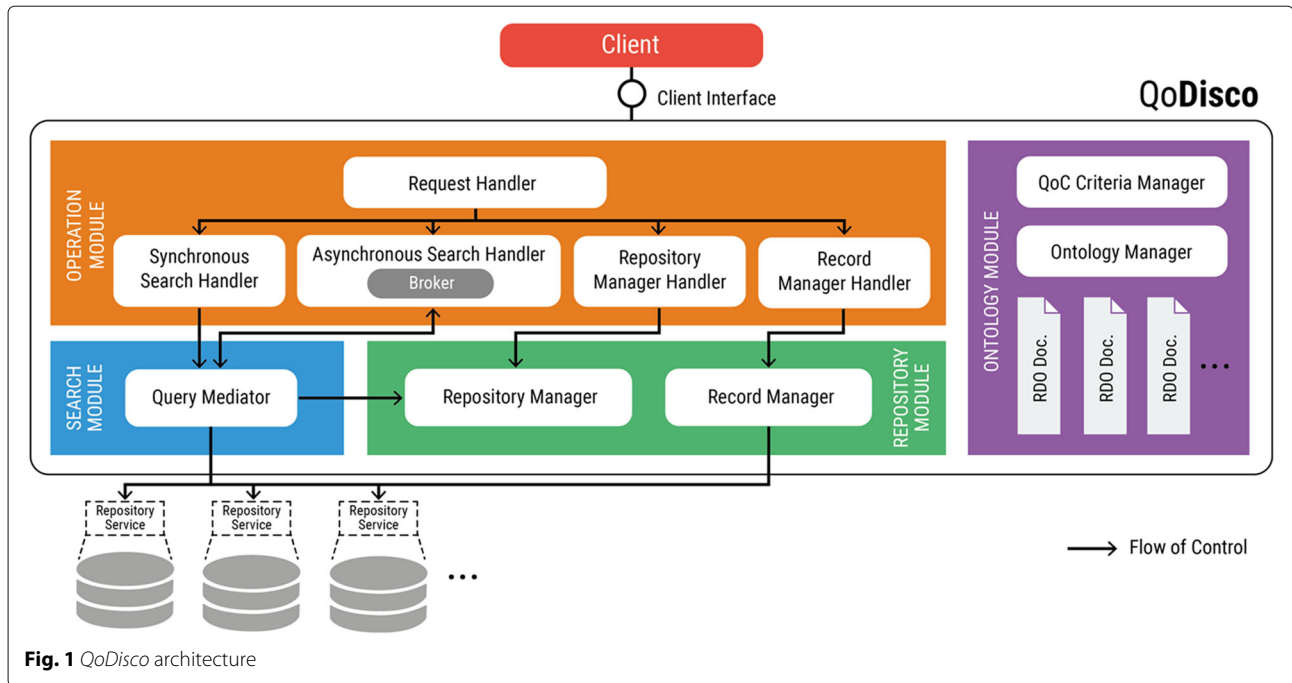 Client
Client Interface
QoDisco
OPERATION
MODULE
Request Handler
Synchronous
Search Handler
Asynchronous Search Handler
Broker
Repository
Manager Handler
Record
Manager Handler
SEARCH
MODULE
Query Mediator
Repository Manager
Record Manager
REPOSITORY
MODULE
ONTOLOGY MODULE
QoC Criteria Manager
Ontology Manager
RDO Doc.
RDO Doc.
RDO Doc.
...
Repository
Service
Repository
Service
Repository
Service
...
Flow of Control
Fig. 1 QoDisco architecture